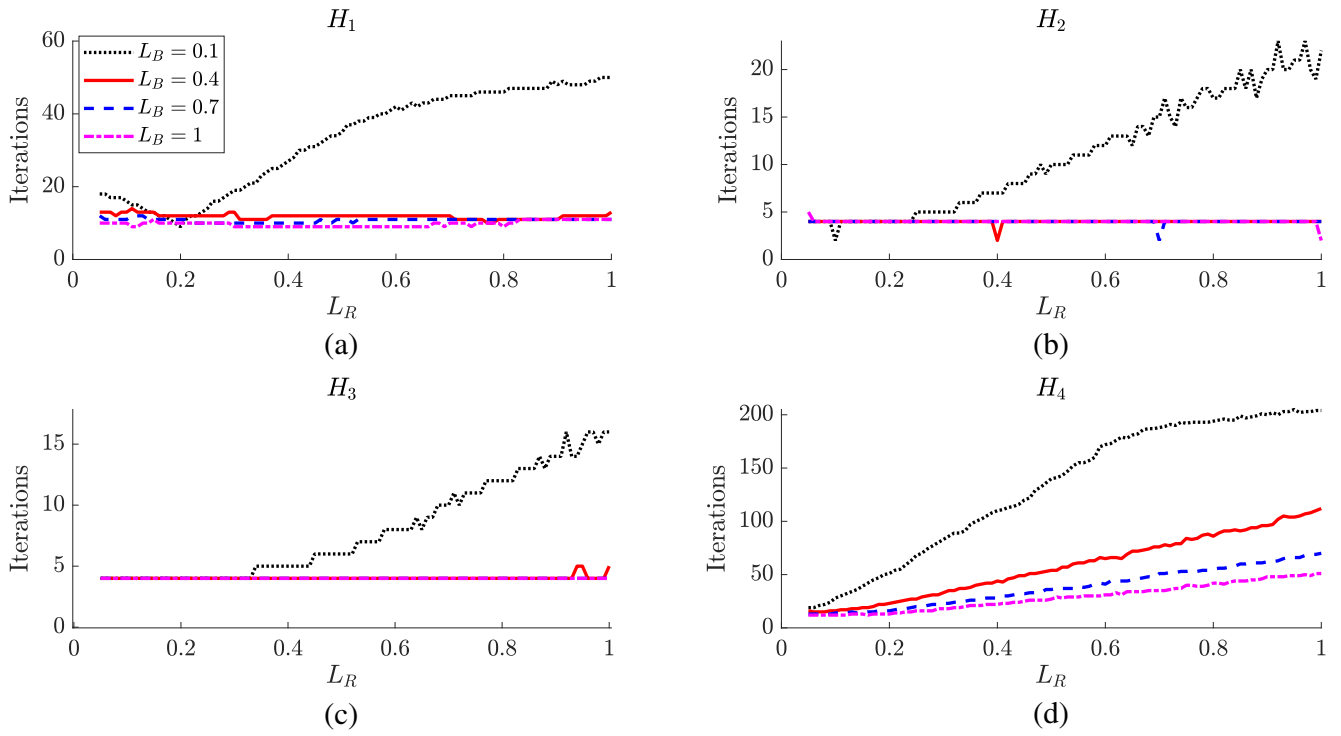 H₁
Iterations
60
40
20
0
L_B = 0.1
L_B = 0.4
L_B = 0.7
L_B = 1
0 0.2 0.4 0.6 0.8 1
L_R
(a)
H₂
Iterations
20
15
10
5
0
0 0.2 0.4 0.6 0.8 1
L_R
(b)
H₃
Iterations
15
10
5
0
0 0.2 0.4 0.6 0.8 1
L_R
(c)
H₄
Iterations
200
150
100
50
0
0 0.2 0.4 0.6 0.8 1
L_R
(d)